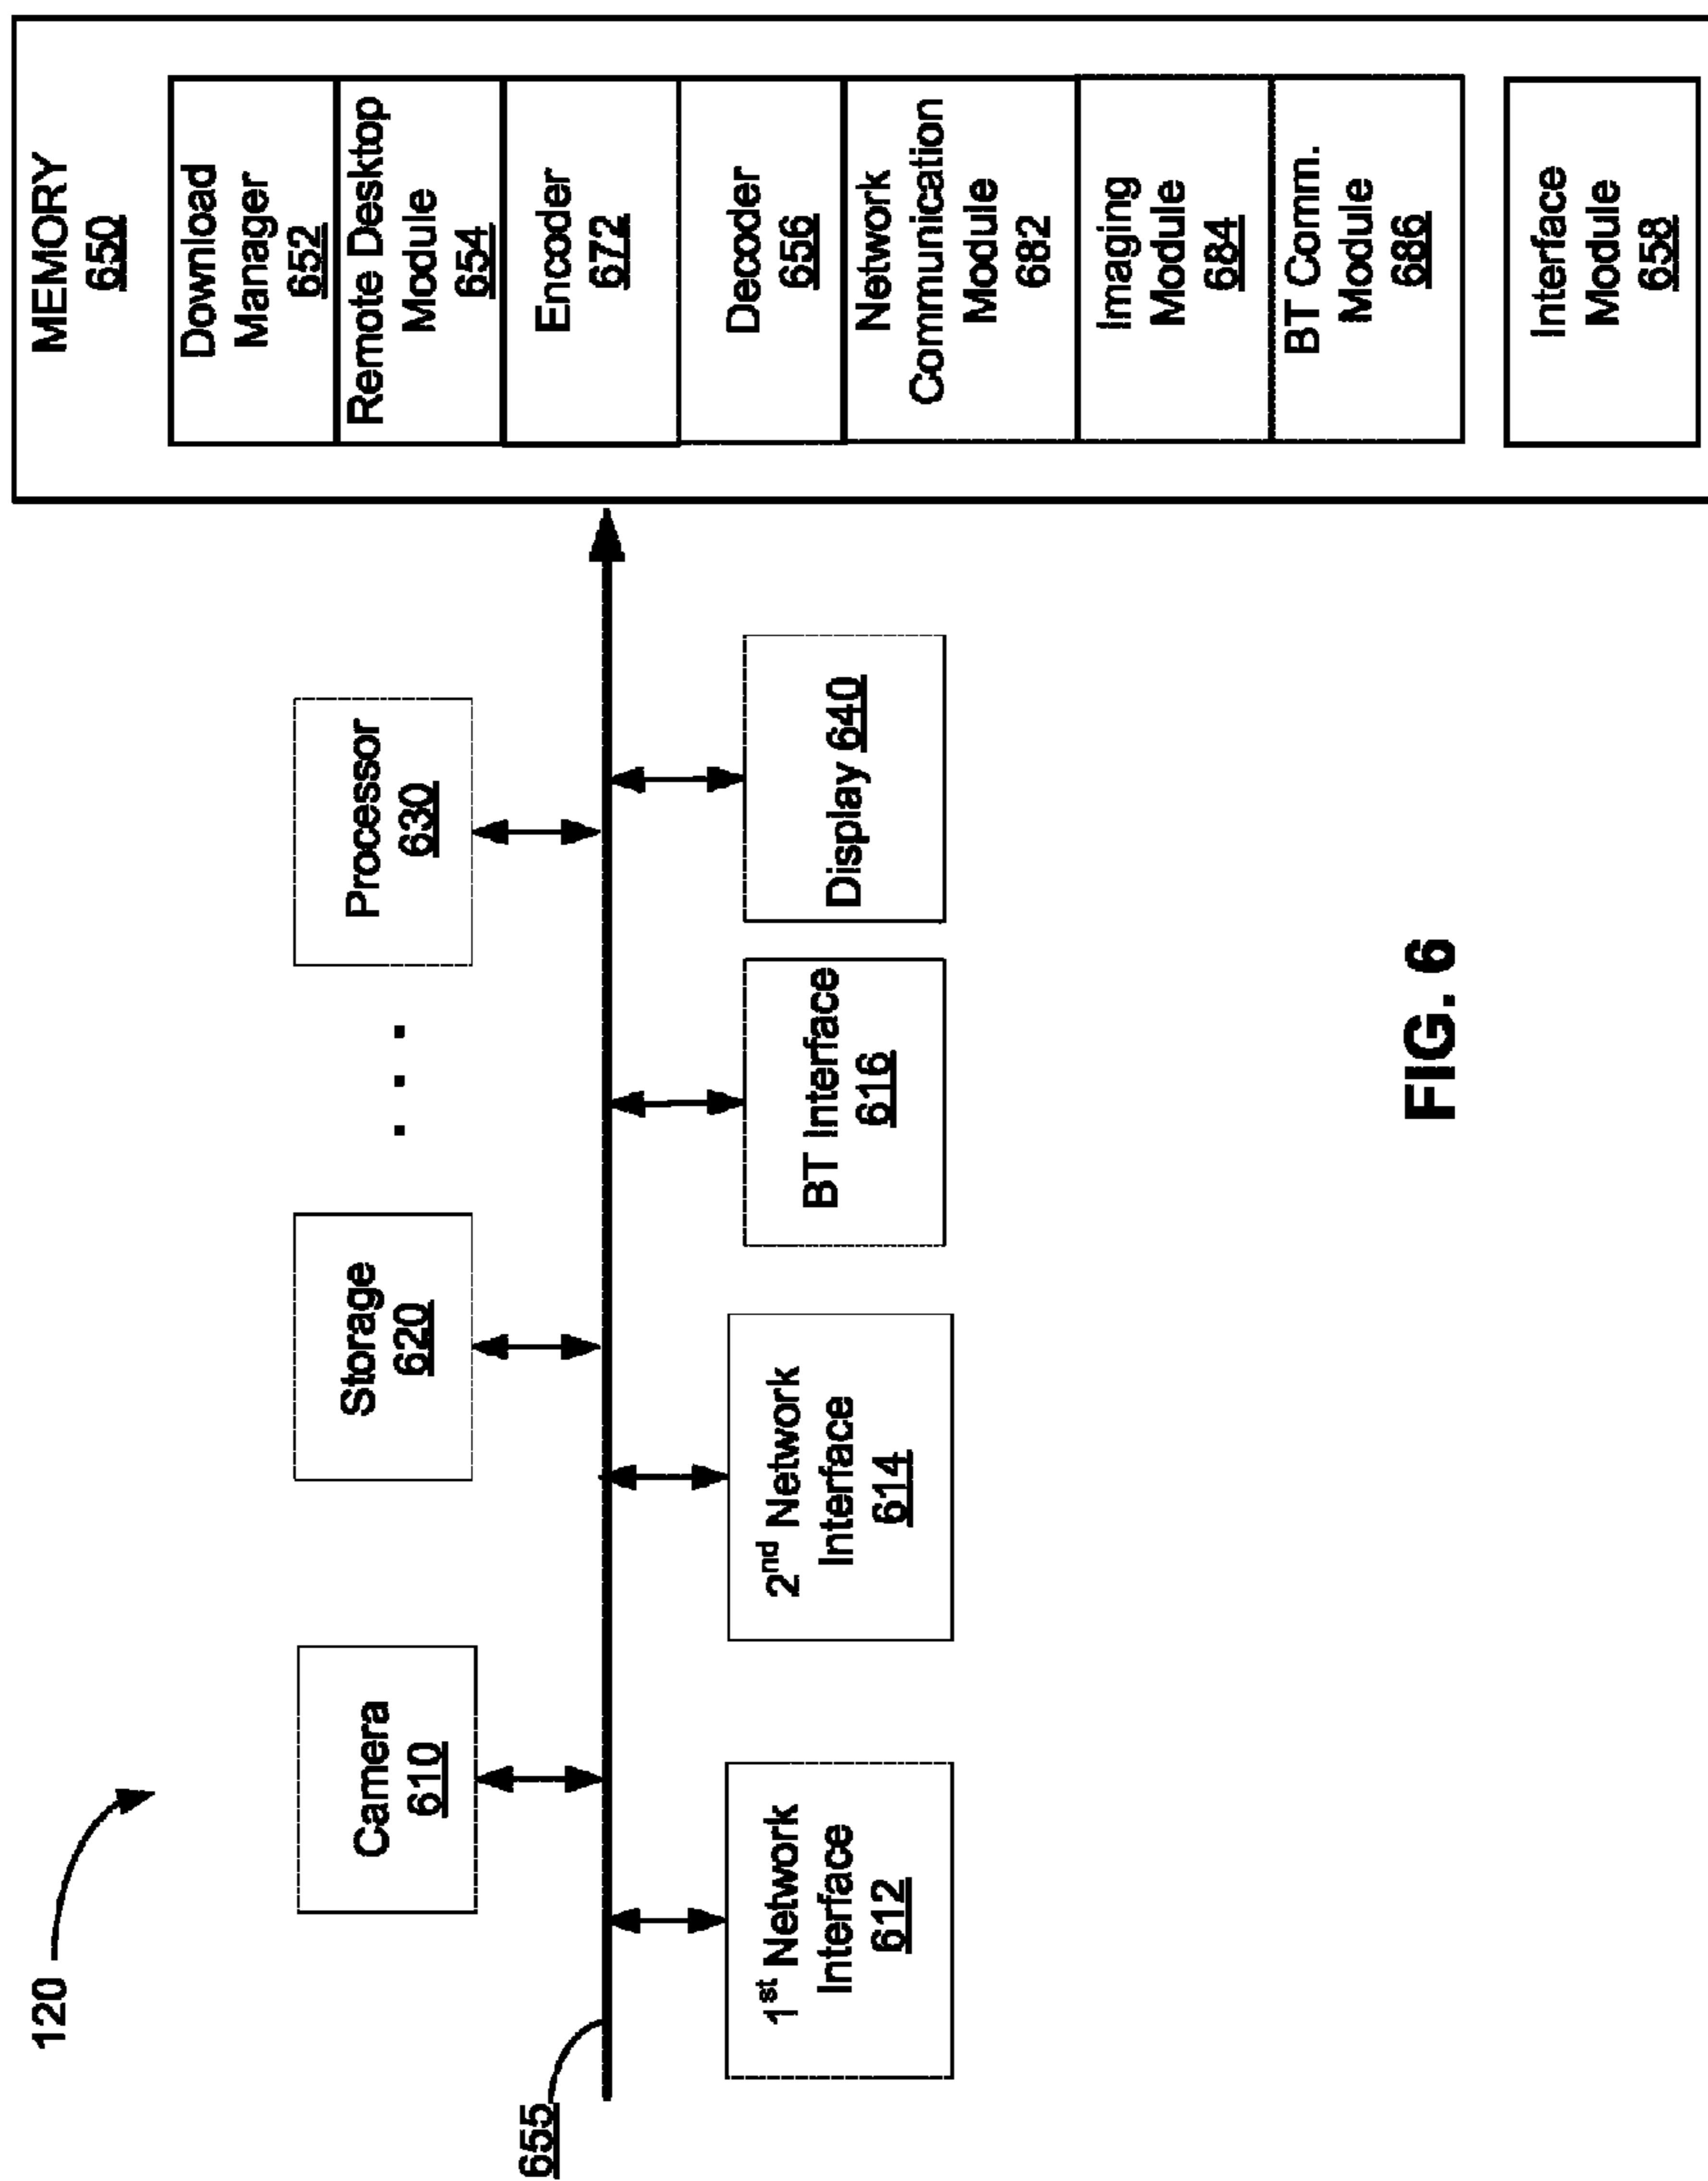 120
655
Camera
610
Storage
620
. . .
Processor
630
1st Network
Interface
612
2nd Network
Interface
614
BT Interface
616
Display 640
MEMORY
650
Download
Manager
652
Remote Desktop
Module
654
Encoder
672
Decoder
656
Network
Communication
Module
682
Imaging
Module
684
BT Comm.
Module
686
Interface
Module
658
FIG. 6